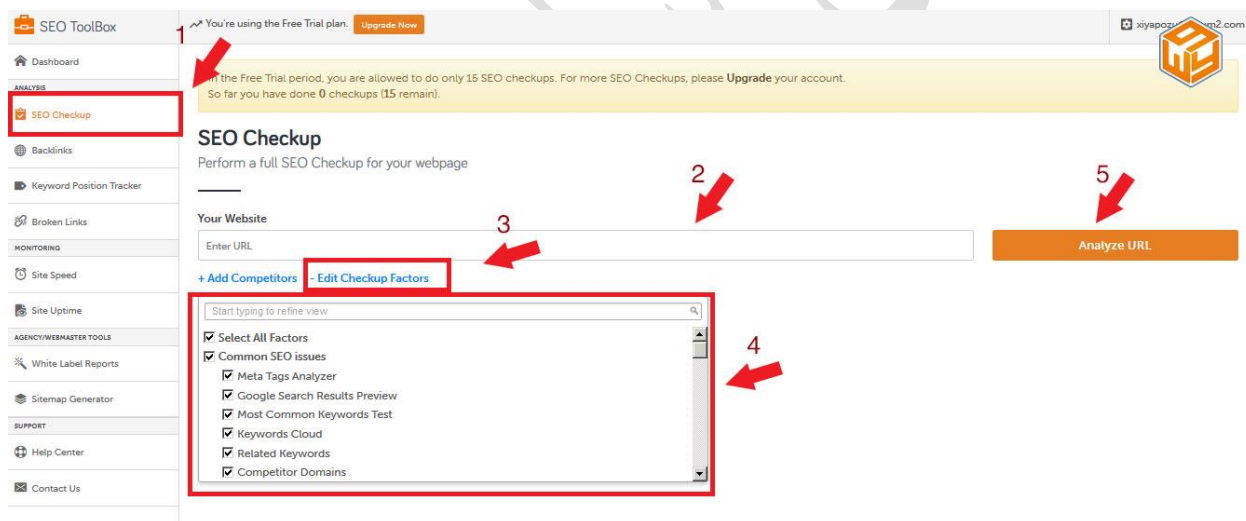 SEO ToolBox
You're using the Free Trial plan. Upgrade Now
1
Dashboard
ANALYSIS
SEO Checkup
Backlinks
Keyword Position Tracker
Broken Links
MONITORING
Site Speed
Site Uptime
AGENCY/WEBMASTER TOOLS
White Label Reports
Sitemap Generator
SUPPORT
Help Center
Contact Us
the Free Trial period, you are allowed to do only 15 SEO checkups. For more SEO Checkups, please Upgrade your account.
So far you have done 0 checkups (15 remain).
SEO Checkup
Perform a full SEO Checkup for your webpage
2
5
Your Website
3
Enter URL
Analyze URL
+ Add Competitors
- Edit Checkup Factors
Start typing to refine view
Select All Factors
4
Common SEO issues
Meta Tags Analyzer
Google Search Results Preview
Most Common Keywords Test
Keywords Cloud
Related Keywords
Competitor Domains